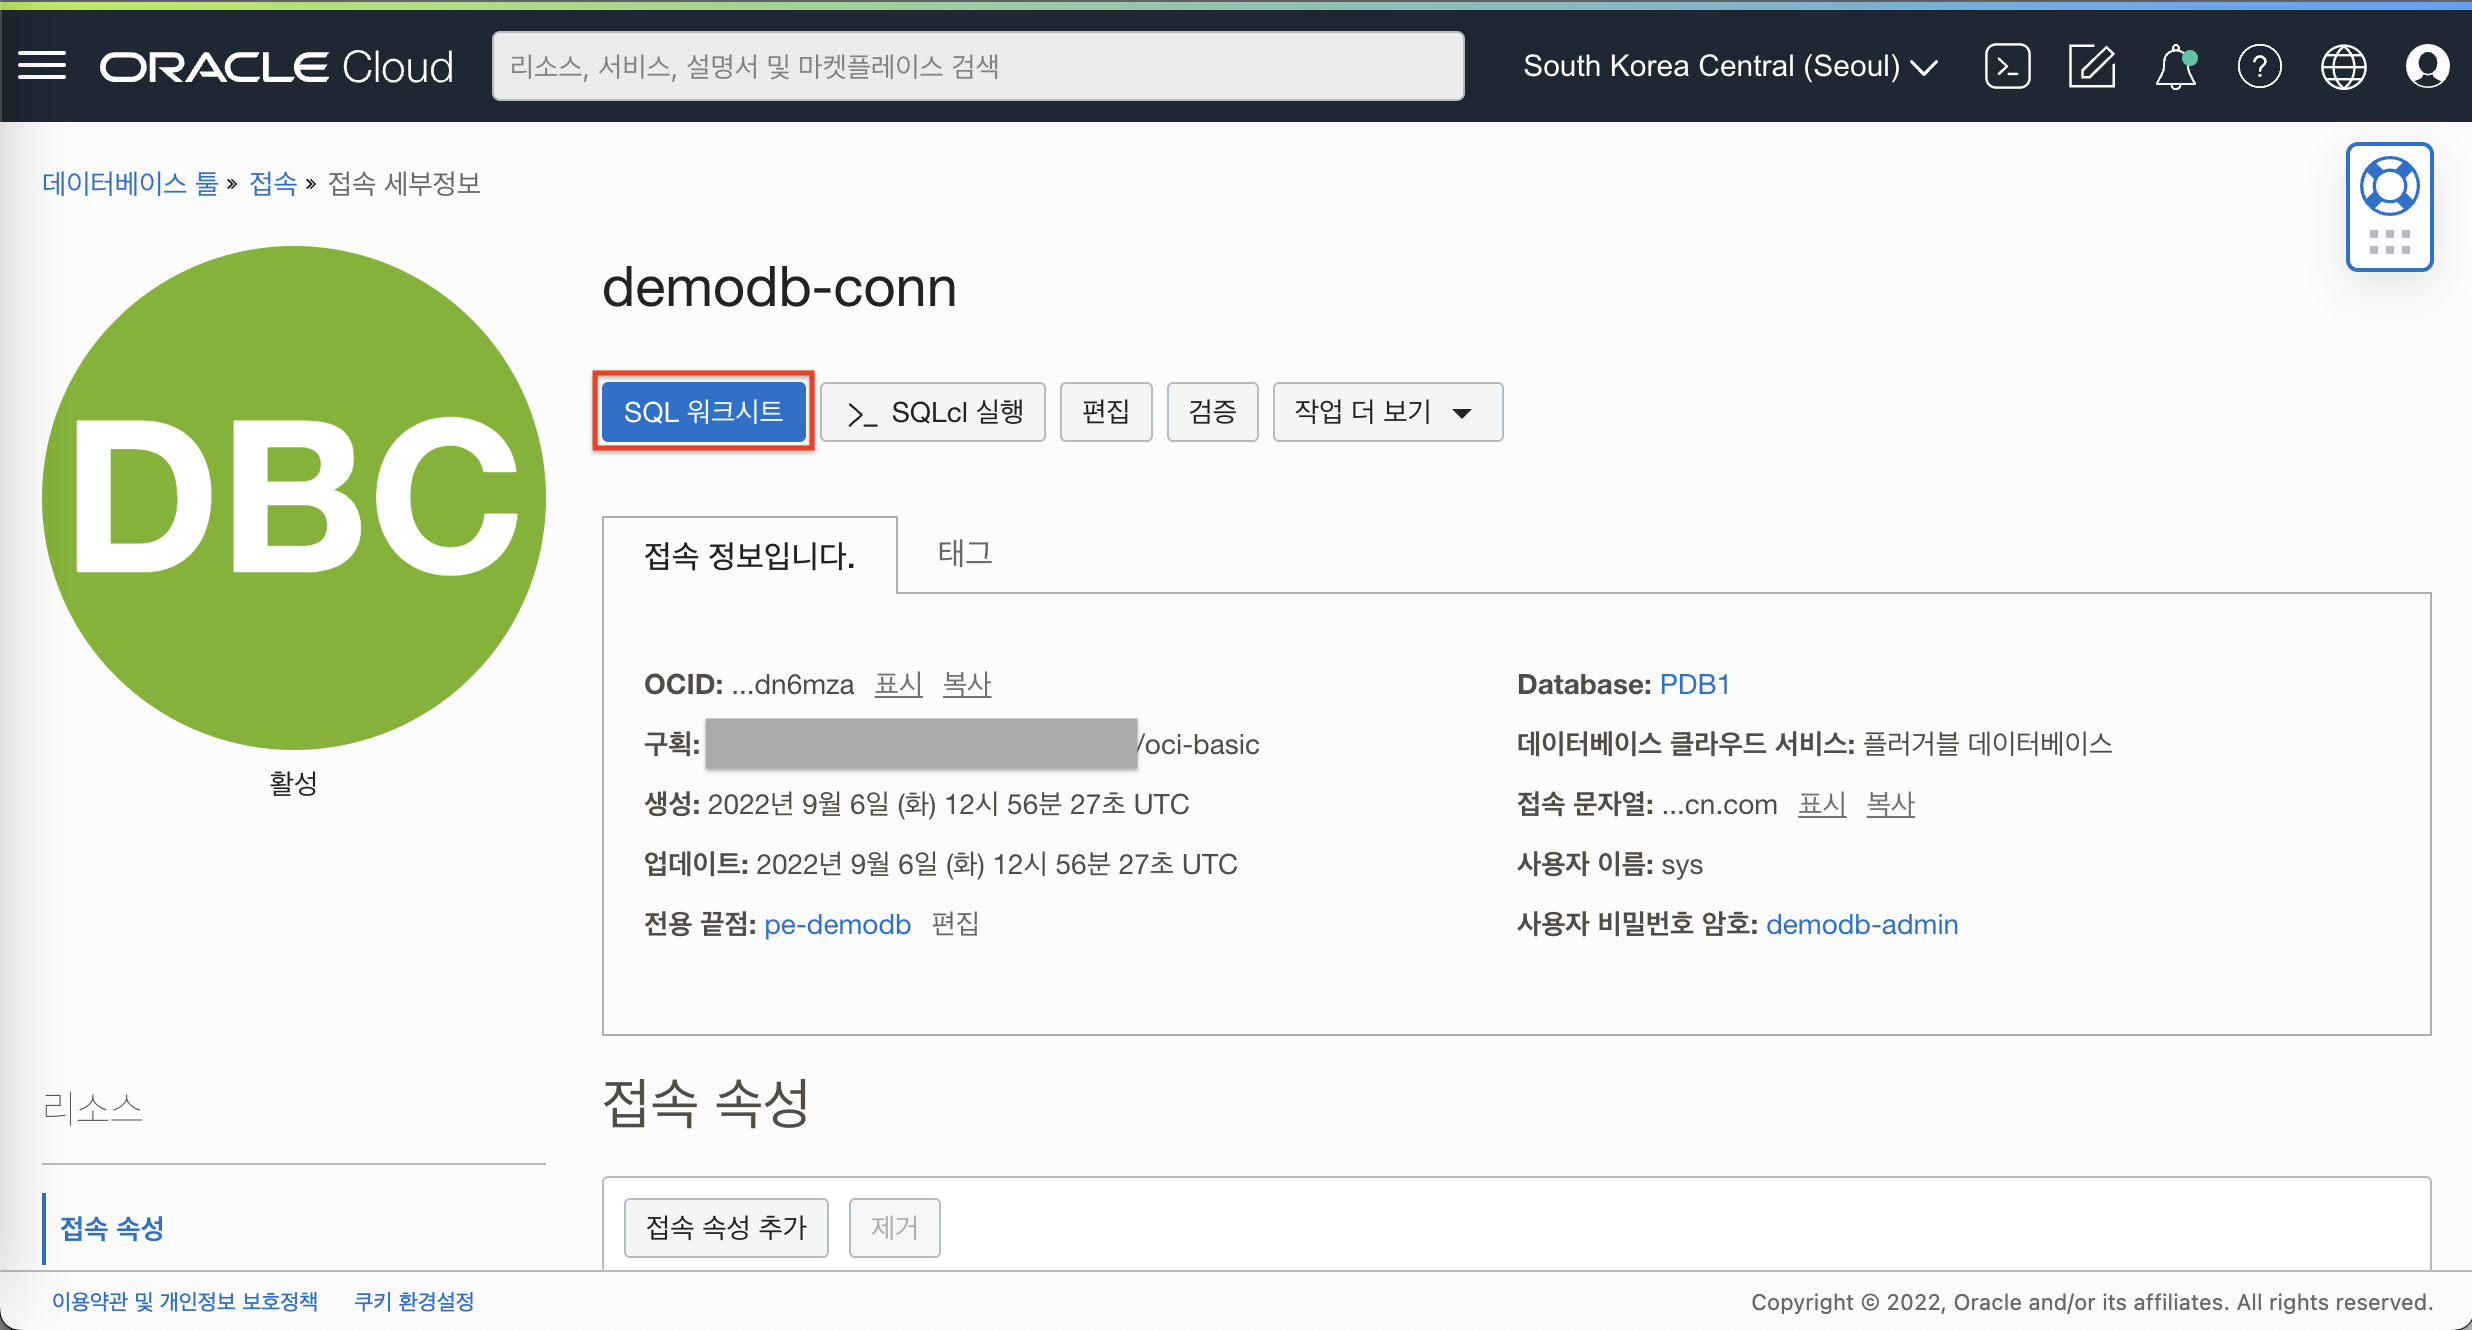 ORACLE Cloud
리소스, 서비스, 설명서 및 마켓플레이스 검색
South Korea Central (Seoul)
데이터베이스 툴 » 접속 » 접속 세부정보
DBC
활성
demodb-conn
SQL 워크시트
>_ SQLcl 실행
편집
검증
작업 더 보기
접속 정보입니다.
태그
OCID: ...dn6mza 표시 복사
구획: /oci-basic
생성: 2022년 9월 6일 (화) 12시 56분 27초 UTC
업데이트: 2022년 9월 6일 (화) 12시 56분 27초 UTC
전용 끝점: pe-demodb 편집
Database: PDB1
데이터베이스 클라우드 서비스: 플러거블 데이터베이스
접속 문자열: ...cn.com 표시 복사
사용자 이름: sys
사용자 비밀번호 암호: demodb-admin
리소스
접속 속성
접속 속성
접속 속성 추가
제거
이용약관 및 개인정보 보호정책
쿠키 환경설정
Copyright © 2022, Oracle and/or its affiliates. All rights reserved.